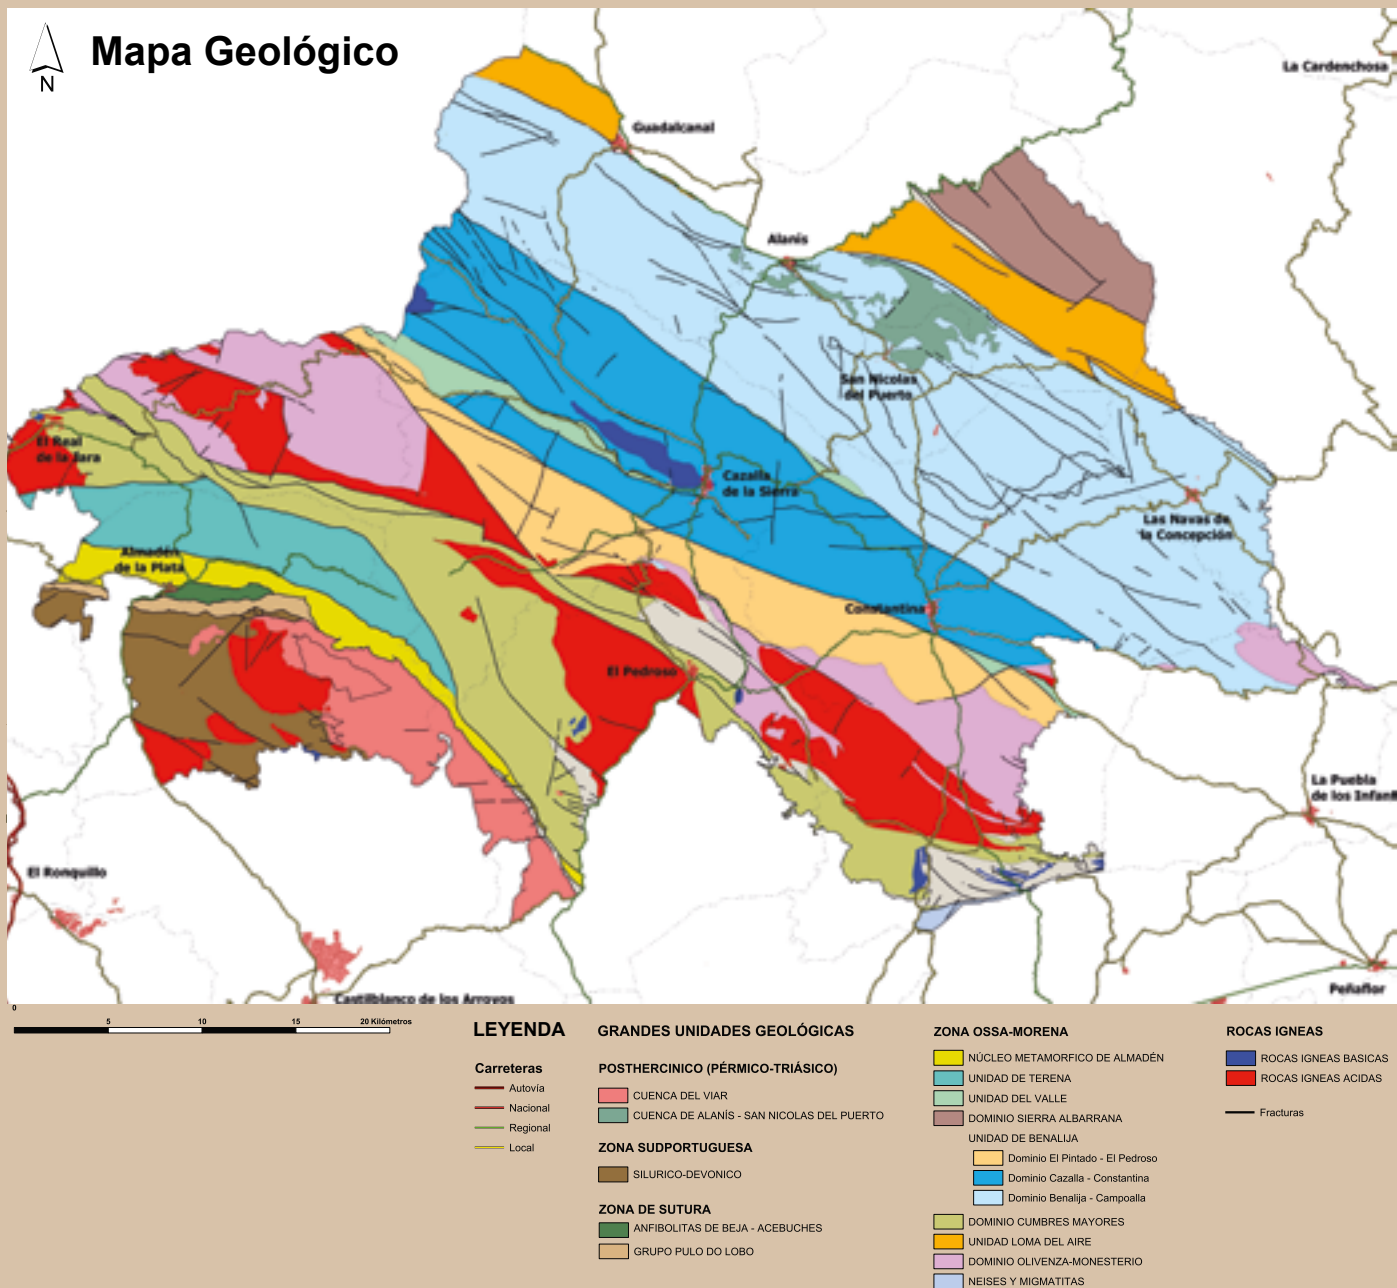 Mapa Geológico
N
La Cardenchosa
Guadalcanal
Alanís
San Nicolas
del Puerto
El Real
de la Jara
Cazalla
de la Sierra
Las Navas de
la Concepción
Almadén
de la Plata
Constantina
El Pedroso
La Puebla
de los Infant
El Ronquillo
Castilblanco de los Arroyos
Peñaflor
0
5
10
15
20 Kilómetros
LEYENDA
Carreteras
Autovía
Nacional
Regional
Local
GRANDES UNIDADES GEOLÓGICAS
POSTHERCINICO (PÉRMICO-TRIÁSICO)
CUENCA DEL VIAR
CUENCA DE ALANÍS - SAN NICOLAS DEL PUERTO
ZONA SUDPORTUGUESA
SILURICO-DEVONICO
ZONA DE SUTURA
ANFIBOLITAS DE BEJA - ACEBUCHES
GRUPO PULO DO LOBO
ZONA OSSA-MORENA
NÚCLEO METAMORFICO DE ALMADÉN
UNIDAD DE TERENA
UNIDAD DEL VALLE
DOMINIO SIERRA ALBARRANA
UNIDAD DE BENALIJA
Dominio El Pintado - El Pedroso
Dominio Cazalla - Constantina
Dominio Benalija - Campoalla
DOMINIO CUMBRES MAYORES
UNIDAD LOMA DEL AIRE
DOMINIO OLIVENZA-MONESTERIO
NEISES Y MIGMATITAS
ROCAS IGNEAS
ROCAS IGNEAS BASICAS
ROCAS IGNEAS ACIDAS
Fracturas